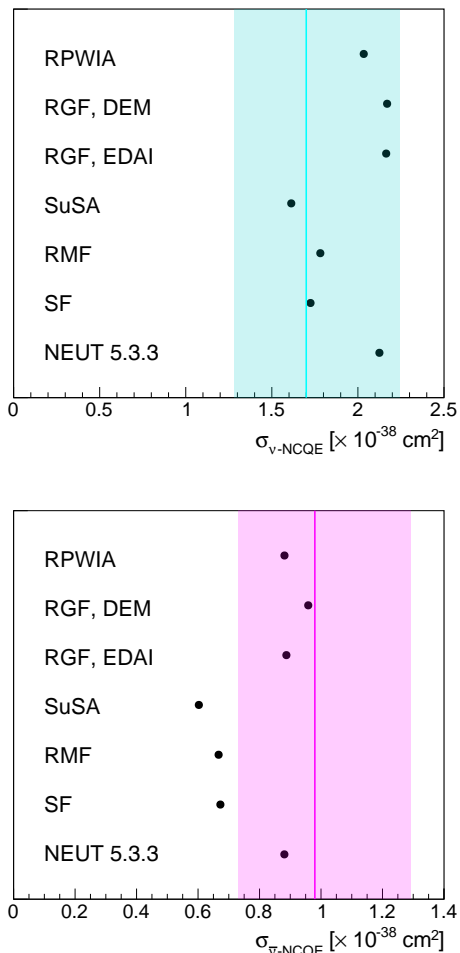 RPWIA
RGF, DEM
RGF, EDAI
SuSA
RMF
SF
NEUT 5.3.3
0 0.5 1 1.5 2 2.5
σν-NCQE [× 10⁻³⁸ cm²]
RPWIA
RGF, DEM
RGF, EDAI
SuSA
RMF
SF
NEUT 5.3.3
0 0.2 0.4 0.6 0.8 1 1.2 1.4
σν̅-NCQE [× 10⁻³⁸ cm²]